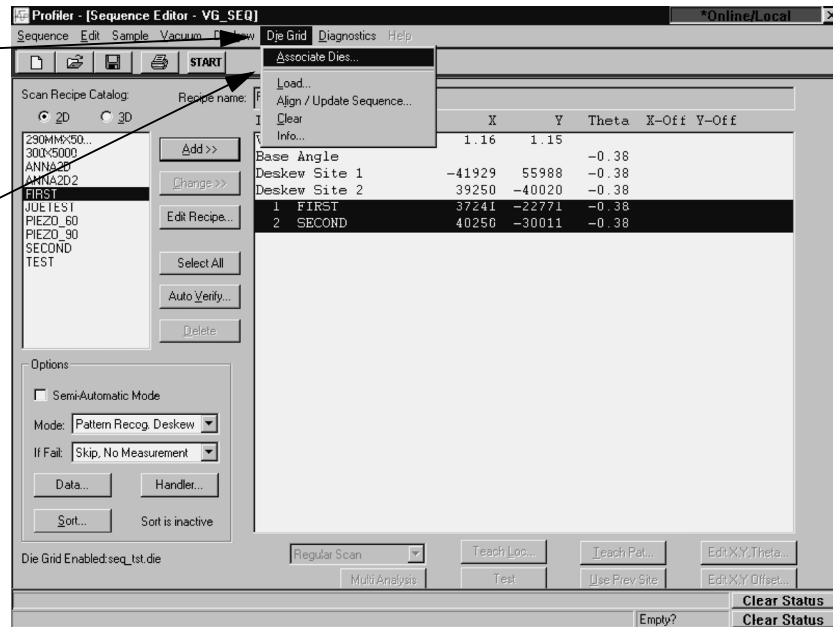 Profiler - [Sequence Editor - VG_SEQ]
*Online/Local
Sequence Edit Sample Vacuum Die Grid Diagnostics Help
START
Associate Dies...
Load...
Align / Update Sequence...
Clear
Info...
Scan Recipe Catalog:
Recipe name:
2D 3D
X Y Theta X-Off Y-Off
1.16 1.15
Base Angle -0.38
Deskew Site 1 -41929 55988 -0.38
Deskew Site 2 39250 -40020 -0.38
1 FIRST 37241 -22771 -0.38
2 SECOND 40256 -30011 -0.38
290MMX50...
300X5000
ANNA2D
ANNA2D2
FIRST
JOETEST
PIEZO_60
PIEZO_90
SECOND
TEST
Add >>
Change >>
Edit Recipe...
Select All
Auto Verify...
Delete
Options
Semi-Automatic Mode
Mode: Pattern Recog. Deskew
If Fail: Skip, No Measurement
Data... Handler...
Sort... Sort is inactive
Die Grid Enabled:seq_tst.die
Regular Scan
Teach Loc...
Teach Pat...
Edit X,Y,Theta...
Multi Analysis
Test
Use Prev Site
Edit X,Y Offset...
Clear Status
Empty?
Clear Status